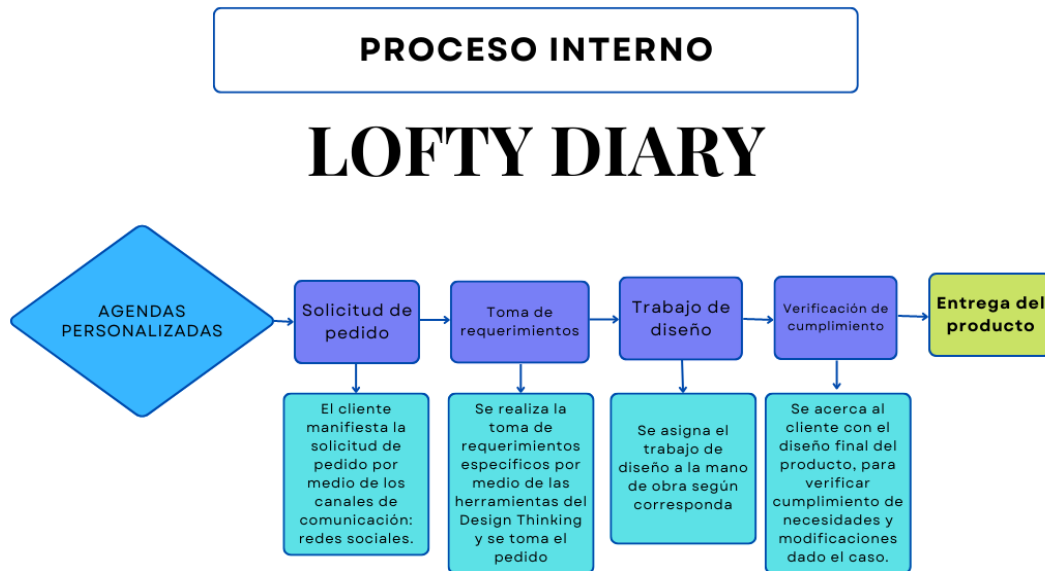 PROCESO INTERNO
LOFTY DIARY
AGENDAS
PERSONALIZADAS
Solicitud de
pedido
Toma de
requerimientos
Trabajo de
diseño
Verificación de
cumplimiento
Entrega del
producto
El cliente
manifiesta la
solicitud de
pedido por
medio de los
canales de
comunicación:
redes sociales.
Se realiza la
toma de
requerimientos
específicos por
medio de las
herramientas del
Design Thinking
y se toma el
pedido
Se asigna el
trabajo de
diseño a la mano
de obra según
corresponda
Se acerca al
cliente con el
diseño final del
producto, para
verificar
cumplimiento de
necesidades y
modificaciones
dado el caso.